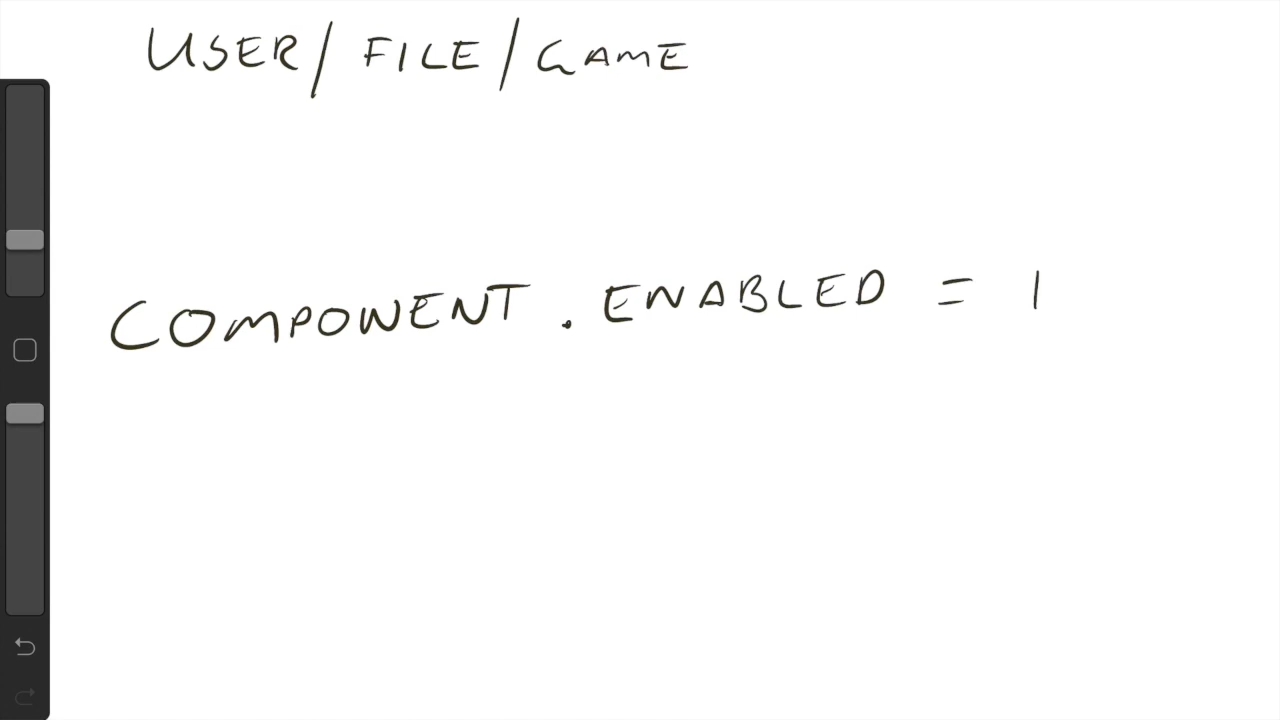 USER/ FILE/ GAME
COMPONENT . ENABLED = 1